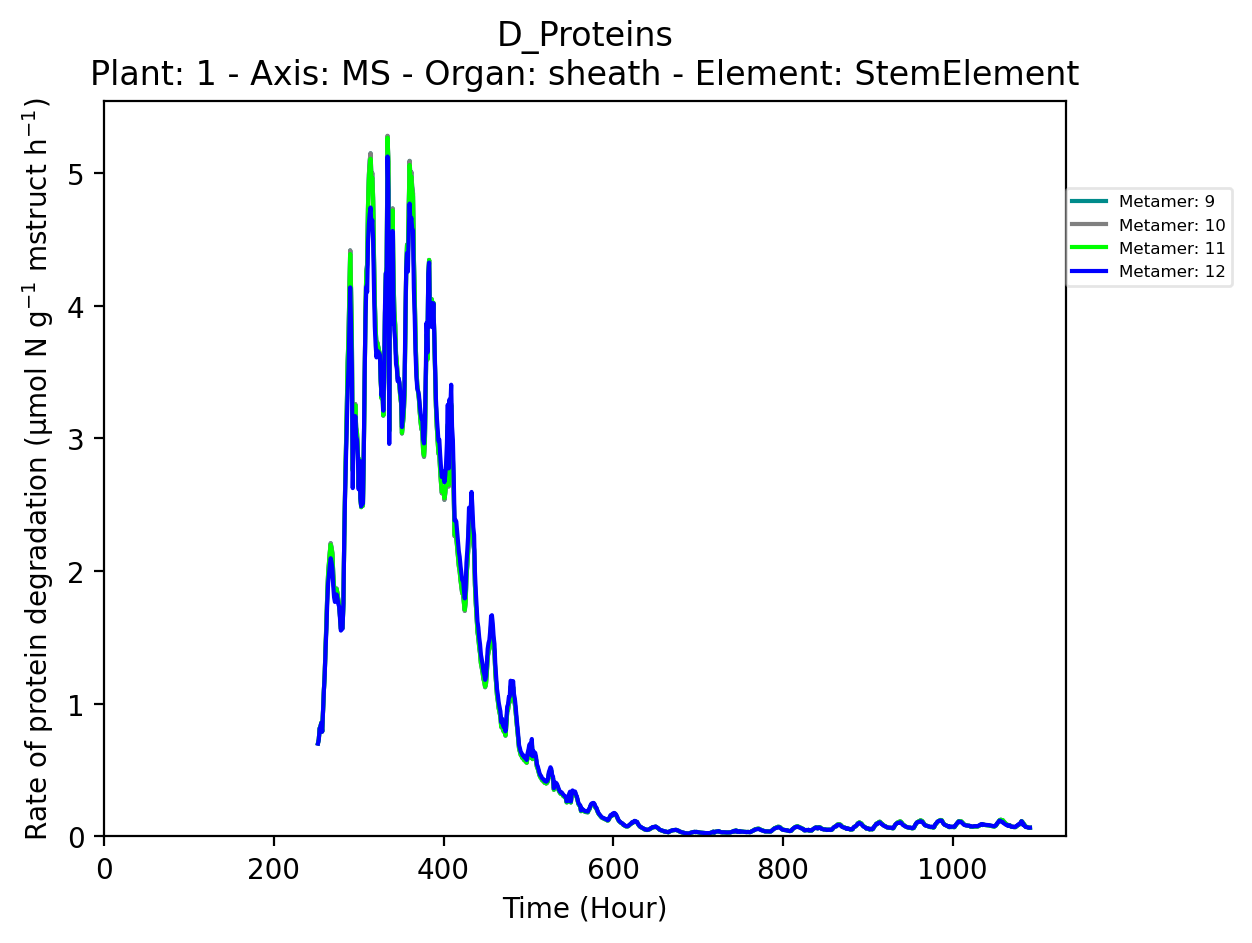 D_Proteins
Plant: 1 - Axis: MS - Organ: sheath - Element: StemElement
Rate of protein degradation (µmol N g⁻¹ mstruct h⁻¹)
5
4
3
2
1
0
0 200 400 600 800 1000
Time (Hour)
Metamer: 9
Metamer: 10
Metamer: 11
Metamer: 12